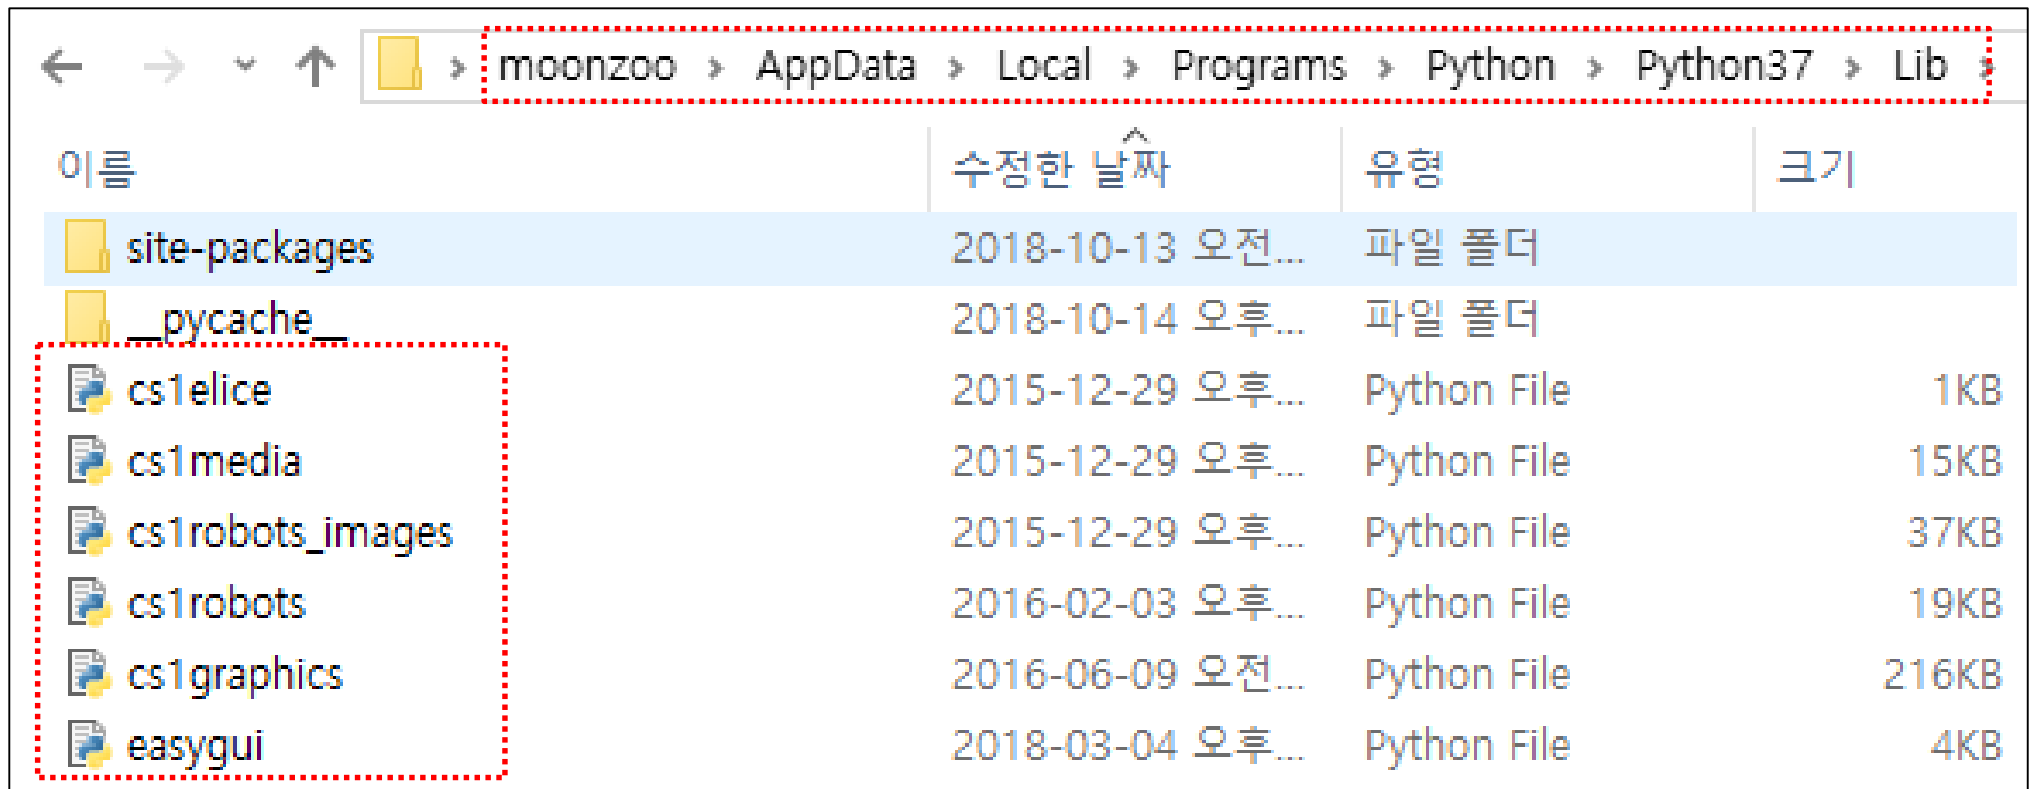 moonzoo > AppData > Local > Programs > Python > Python37 > Lib >
이름 수정한 날짜 유형 크기
site-packages 2018-10-13 오전... 파일 폴더
__pycache__ 2018-10-14 오후... 파일 폴더
cs1elice 2015-12-29 오후... Python File 1KB
cs1media 2015-12-29 오후... Python File 15KB
cs1robots_images 2015-12-29 오후... Python File 37KB
cs1robots 2016-02-03 오후... Python File 19KB
cs1graphics 2016-06-09 오전... Python File 216KB
easygui 2018-03-04 오후... Python File 4KB